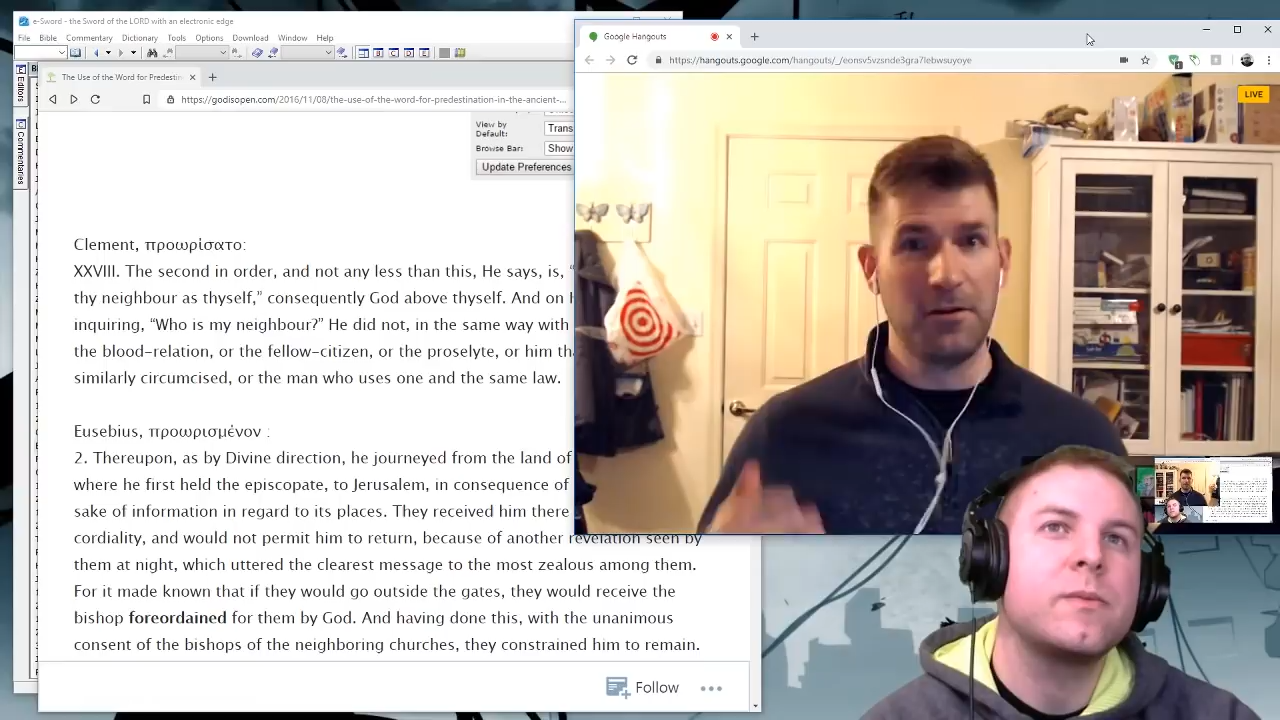 e-Sword - the Sword of the LORD with an electronic edge
File Bible Commentary Dictionary Tools Options Download Window Help
Editors
Commentaries
The Use of the Word for Predestin
https://godisopen.com/2016/11/08/the-use-of-the-word-for-predestination-in-the-ancient-...
View by
Default:
Trans
Browse Bar:
Show
Update Preferences
Clement, προωρίσατο:
XXVIII. The second in order, and not any less than this, He says, is, “
thy neighbour as thyself,” consequently God above thyself. And on H
inquiring, “Who is my neighbour?” He did not, in the same way with
the blood-relation, or the fellow-citizen, or the proselyte, or him tha
similarly circumcised, or the man who uses one and the same law.
Eusebius, προωρισμένον :
2. Thereupon, as by Divine direction, he journeyed from the land of
where he first held the episcopate, to Jerusalem, in consequence of
sake of information in regard to its places. They received him there
cordiality, and would not permit him to return, because of another revelation seen by
them at night, which uttered the clearest message to the most zealous among them.
For it made known that if they would go outside the gates, they would receive the
bishop foreordained for them by God. And having done this, with the unanimous
consent of the bishops of the neighboring churches, they constrained him to remain.
Follow
Google Hangouts
https://hangouts.google.com/hangouts/_/eonsv5vzsnde3gra7lebwsuyoye
LIVE